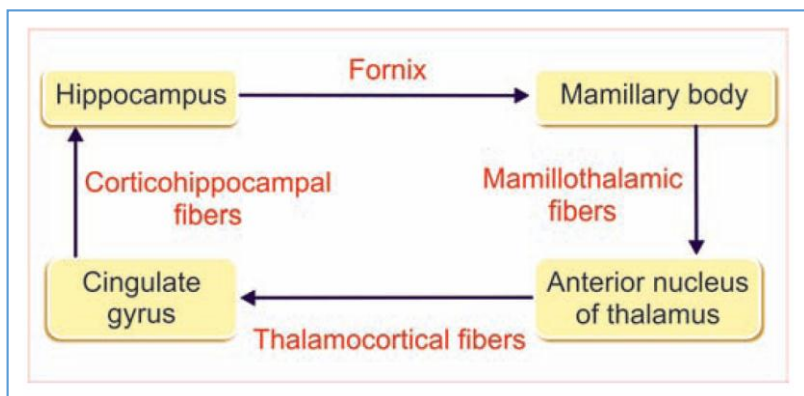 Fornix
Hippocampus
Mamillary body
Corticohippocampal
fibers
Mamillothalamic
fibers
Cingulate
gyrus
Anterior nucleus
of thalamus
Thalamocortical fibers